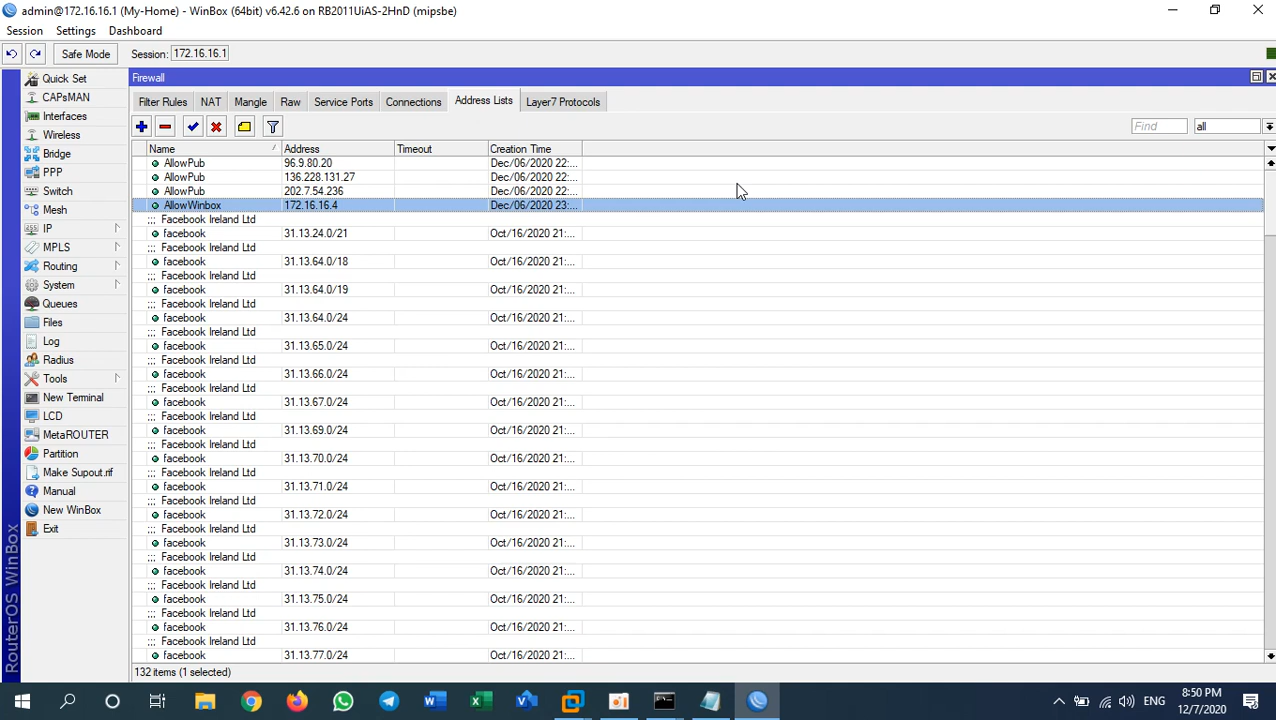 admin@172.16.16.1 (My-Home) - WinBox (64bit) v6.42.6 on RB2011UiAS-2HnD (mipsbe)
Session Settings Dashboard
Safe Mode Session: 172.16.16.1
Quick Set
CAPsMAN
Interfaces
Wireless
Bridge
PPP
Switch
Mesh
IP
MPLS
Routing
System
Queues
Files
Log
Radius
Tools
New Terminal
LCD
MetaROUTER
Partition
Make Supout.rif
Manual
New WinBox
Exit
RouterOS WinBox
Firewall
Filter Rules NAT Mangle Raw Service Ports Connections Address Lists Layer7 Protocols
Find all
Name Address Timeout Creation Time
AllowPub 96.9.80.20 Dec/06/2020 22:...
AllowPub 136.228.131.27 Dec/06/2020 22:...
AllowPub 202.7.54.236 Dec/06/2020 22:...
AllowWinbox 172.16.16.4 Dec/06/2020 23:...
;;; Facebook Ireland Ltd
facebook 31.13.24.0/21 Oct/16/2020 21:...
;;; Facebook Ireland Ltd
facebook 31.13.64.0/18 Oct/16/2020 21:...
;;; Facebook Ireland Ltd
facebook 31.13.64.0/19 Oct/16/2020 21:...
;;; Facebook Ireland Ltd
facebook 31.13.64.0/24 Oct/16/2020 21:...
;;; Facebook Ireland Ltd
facebook 31.13.65.0/24 Oct/16/2020 21:...
;;; Facebook Ireland Ltd
facebook 31.13.66.0/24 Oct/16/2020 21:...
;;; Facebook Ireland Ltd
facebook 31.13.67.0/24 Oct/16/2020 21:...
;;; Facebook Ireland Ltd
facebook 31.13.69.0/24 Oct/16/2020 21:...
;;; Facebook Ireland Ltd
facebook 31.13.70.0/24 Oct/16/2020 21:...
;;; Facebook Ireland Ltd
facebook 31.13.71.0/24 Oct/16/2020 21:...
;;; Facebook Ireland Ltd
facebook 31.13.72.0/24 Oct/16/2020 21:...
;;; Facebook Ireland Ltd
facebook 31.13.73.0/24 Oct/16/2020 21:...
;;; Facebook Ireland Ltd
facebook 31.13.74.0/24 Oct/16/2020 21:...
;;; Facebook Ireland Ltd
facebook 31.13.75.0/24 Oct/16/2020 21:...
;;; Facebook Ireland Ltd
facebook 31.13.76.0/24 Oct/16/2020 21:...
;;; Facebook Ireland Ltd
facebook 31.13.77.0/24 Oct/16/2020 21:...
132 items (1 selected)
ENG
8:50 PM
12/7/2020